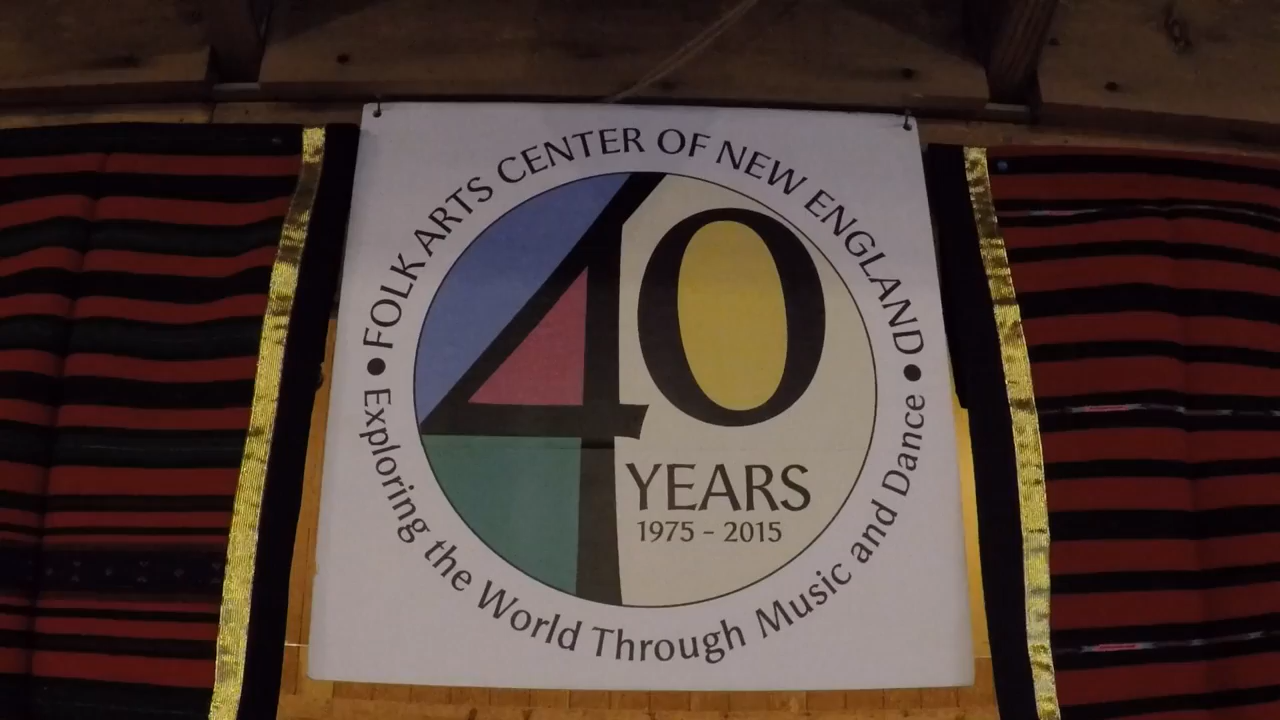 • FOLK ARTS CENTER OF NEW ENGLAND •
40
YEARS
1975 - 2015
Exploring the World Through Music and Dance